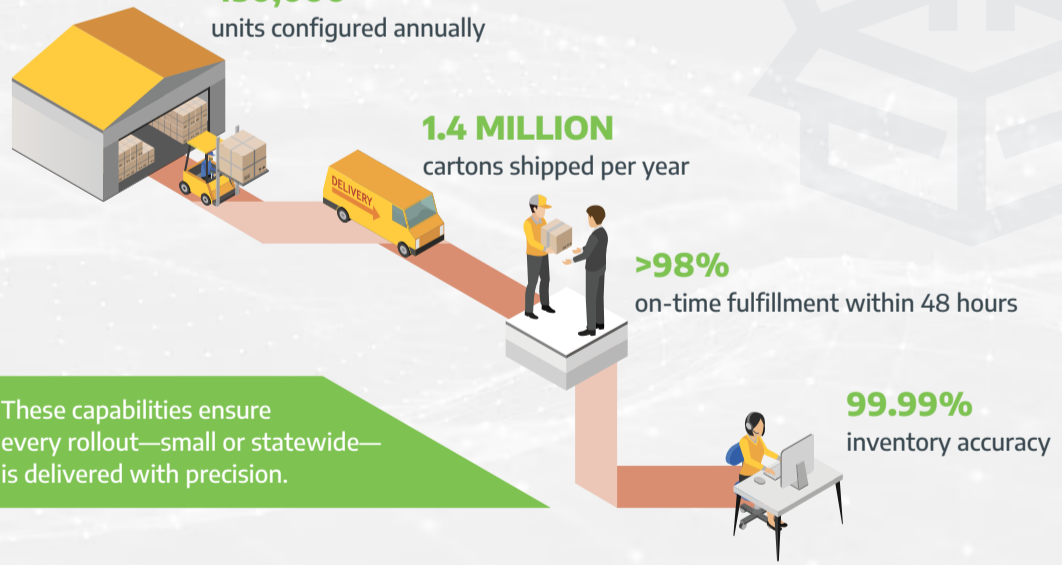 units configured annually
1.4 MILLION
cartons shipped per year
DELIVERY
>98%
on-time fulfillment within 48 hours
These capabilities ensure
every rollout—small or statewide—
is delivered with precision.
99.99%
inventory accuracy